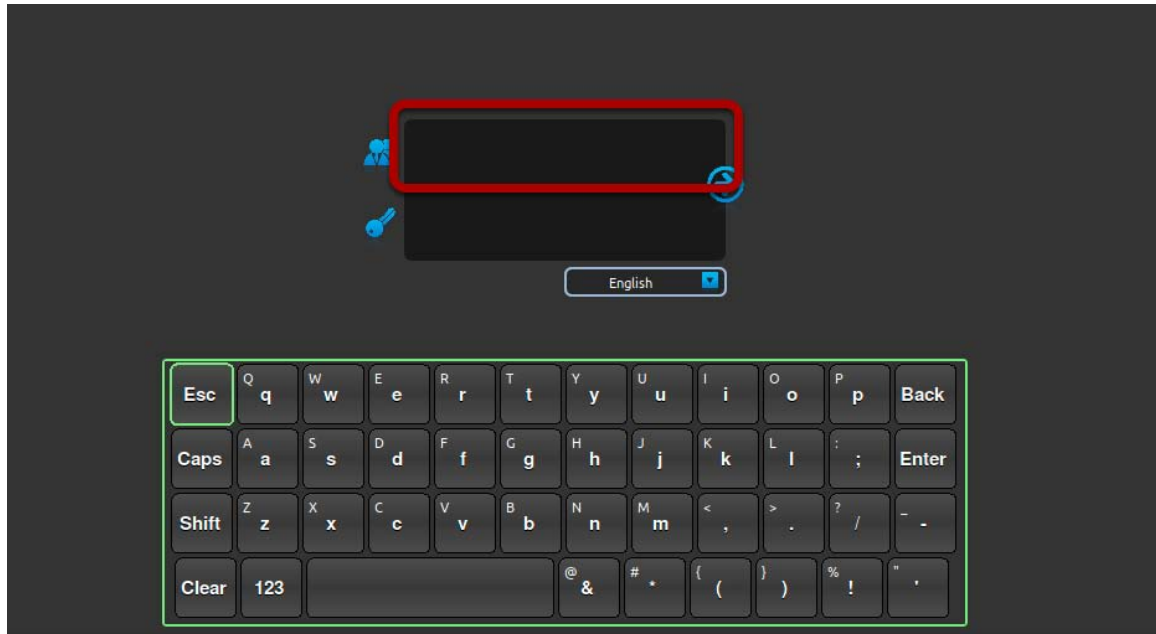 English
Esc Q q W w E e R r T t Y y U u I i O o P p Back
Caps A a S s D d F f G g H h J j K k L l : ; Enter
Shift Z z X x C c V v B b N n M m < , > . ? / _ -
Clear 123 @ & # * { ( } ) % ! " '